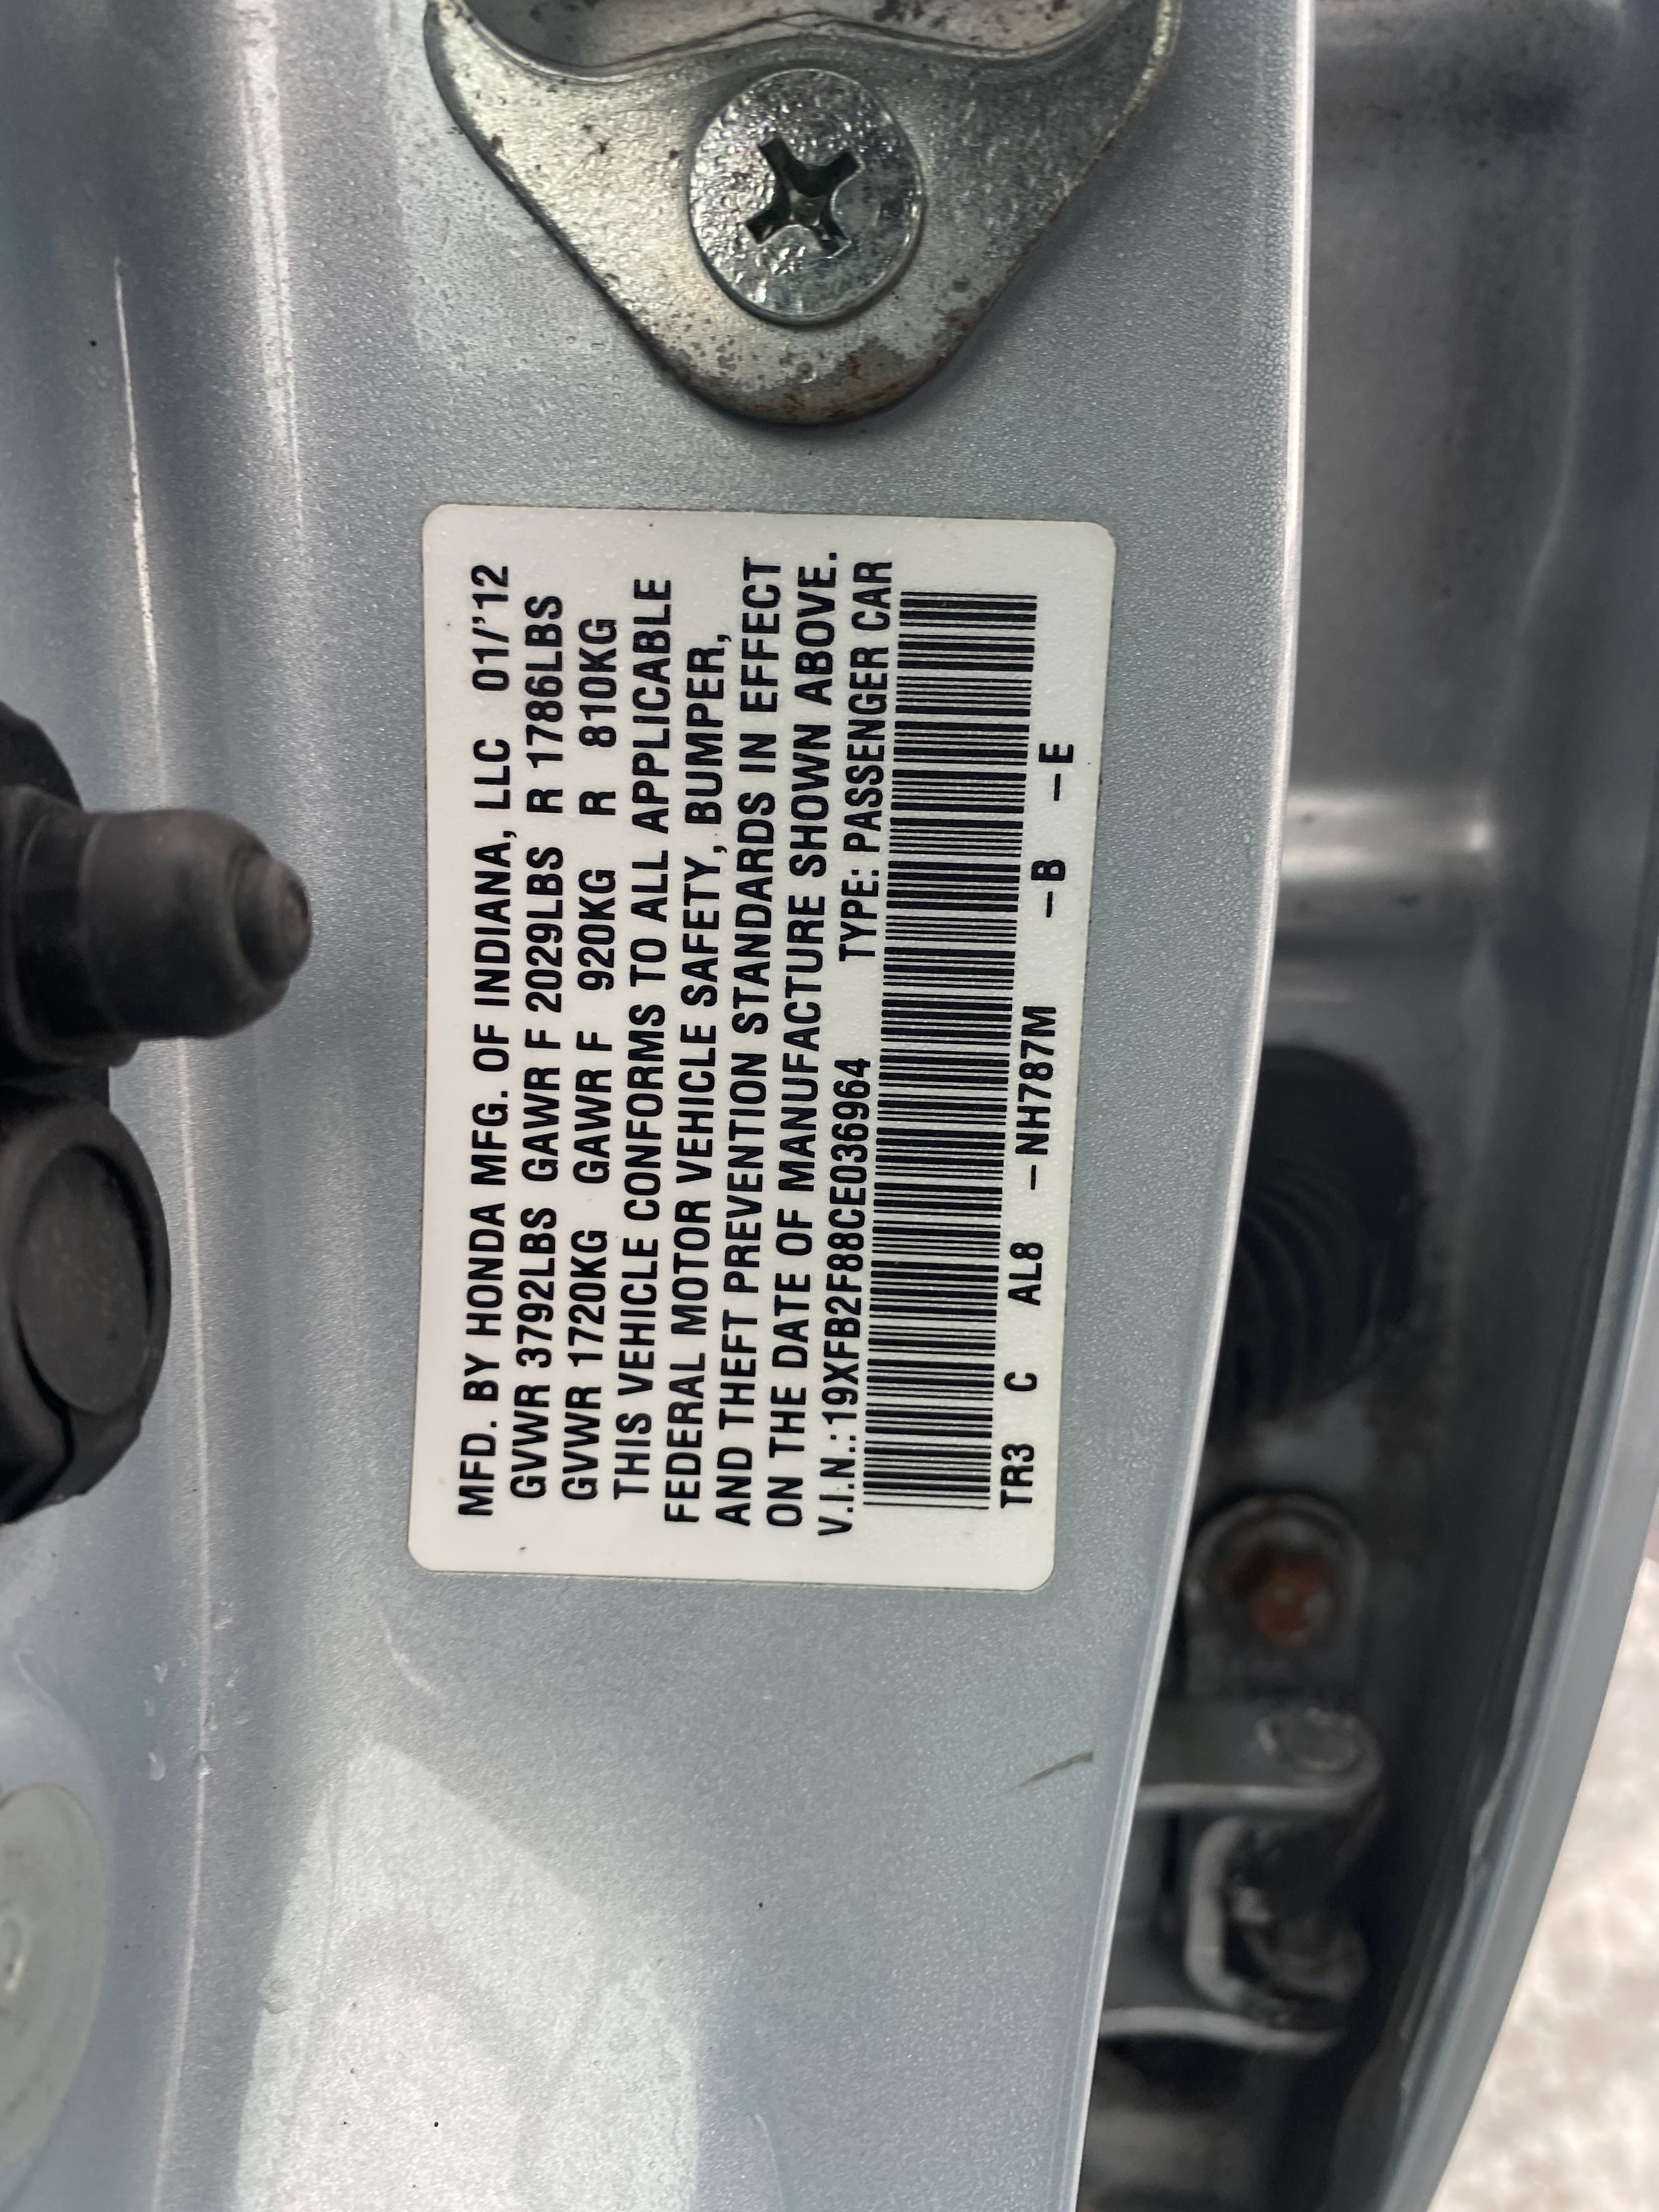 MFD. BY HONDA MFG. OF INDIANA, LLC 01/'12
GVWR 3792LBS GAWR F 2029LBS R 1786LBS
GVWR 1720KG GAWR F 920KG R 810KG
THIS VEHICLE CONFORMS TO ALL APPLICABLE
FEDERAL MOTOR VEHICLE SAFETY, BUMPER,
AND THEFT PREVENTION STANDARDS IN EFFECT
ON THE DATE OF MANUFACTURE SHOWN ABOVE.
V.I.N.: 19XFB2F88CE036964 TYPE: PASSENGER CAR
TR3 C AL8 –NH787M –B –E